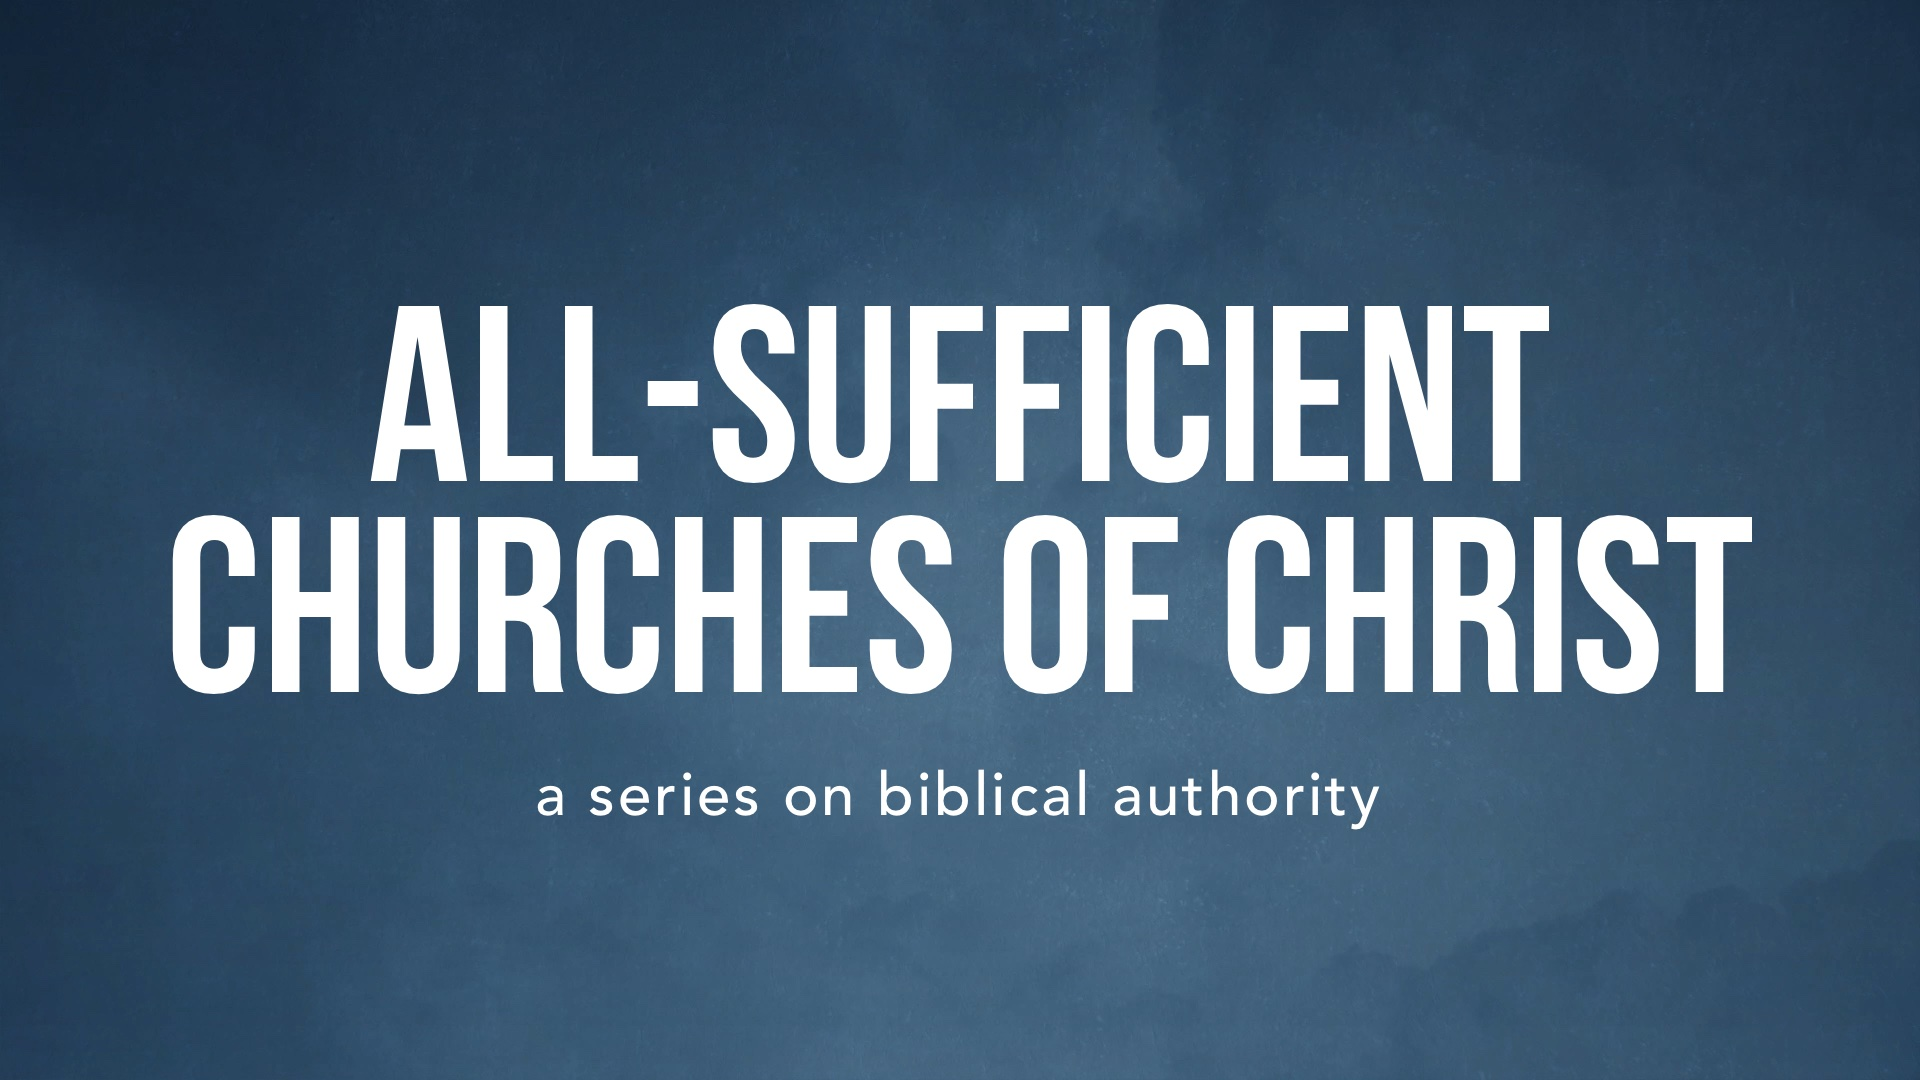 ALL-SUFFICIENT
CHURCHES OF CHRIST
a series on biblical authority